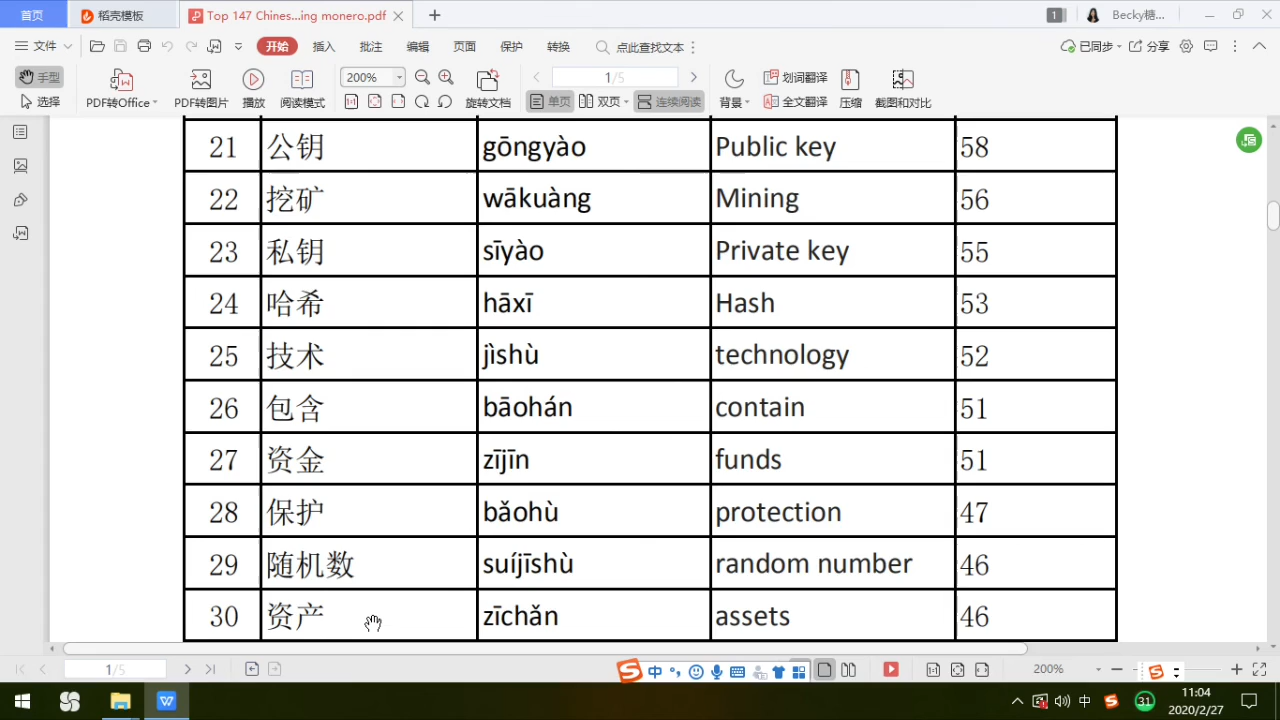 首页 稻壳模板 Top 147 Chines...ing monero.pdf 1 Becky糖...
文件 开始 插入 批注 编辑 页面 保护 转换 点此查找文本 已同步 分享
手型 选择 PDF转Office PDF转图片 播放 阅读模式 200% 旋转文档 1/5 单页 双页 连续阅读 背景 划词翻译 全文翻译 压缩 截图和对比
21 公钥 gōngyào Public key 58
22 挖矿 wākuàng Mining 56
23 私钥 sīyào Private key 55
24 哈希 hāxī Hash 53
25 技术 jìshù technology 52
26 包含 bāohán contain 51
27 资金 zījīn funds 51
28 保护 bǎohù protection 47
29 随机数 suíjīshù random number 46
30 资产 zīchǎn assets 46
1/5 中 200%
中 31 11:04
2020/2/27